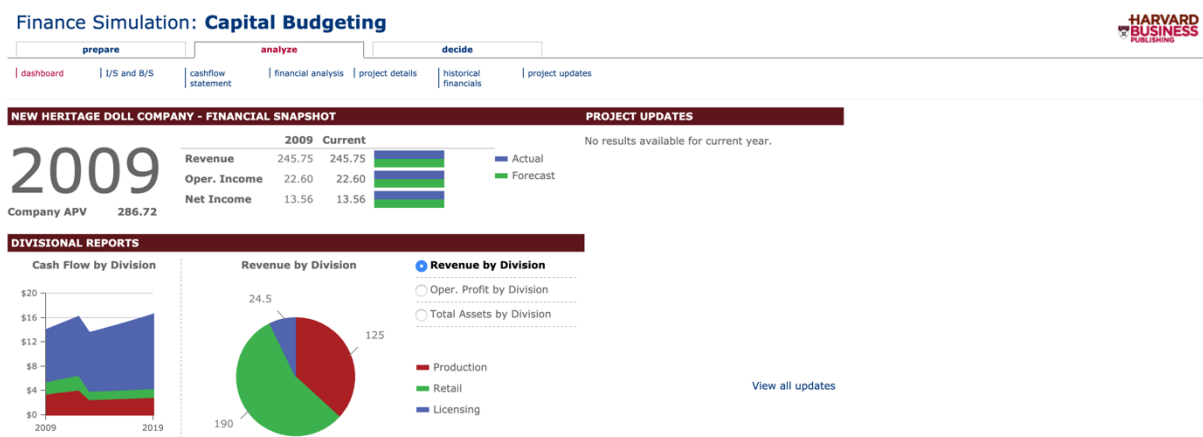 Finance Simulation: Capital Budgeting
HARVARD
BUSINESS
PUBLISHING
prepare analyze decide
dashboard I/S and B/S cashflow statement financial analysis project details historical financials project updates
NEW HERITAGE DOLL COMPANY - FINANCIAL SNAPSHOT
2009
Company APV 286.72
2009 Current
Revenue 245.75 245.75
Oper. Income 22.60 22.60
Net Income 13.56 13.56
Actual
Forecast
PROJECT UPDATES
No results available for current year.
View all updates
DIVISIONAL REPORTS
Cash Flow by Division
$20
$16
$12
$8
$4
$0
2009 2019
Revenue by Division
24.5
125
190
Revenue by Division
Oper. Profit by Division
Total Assets by Division
Production
Retail
Licensing